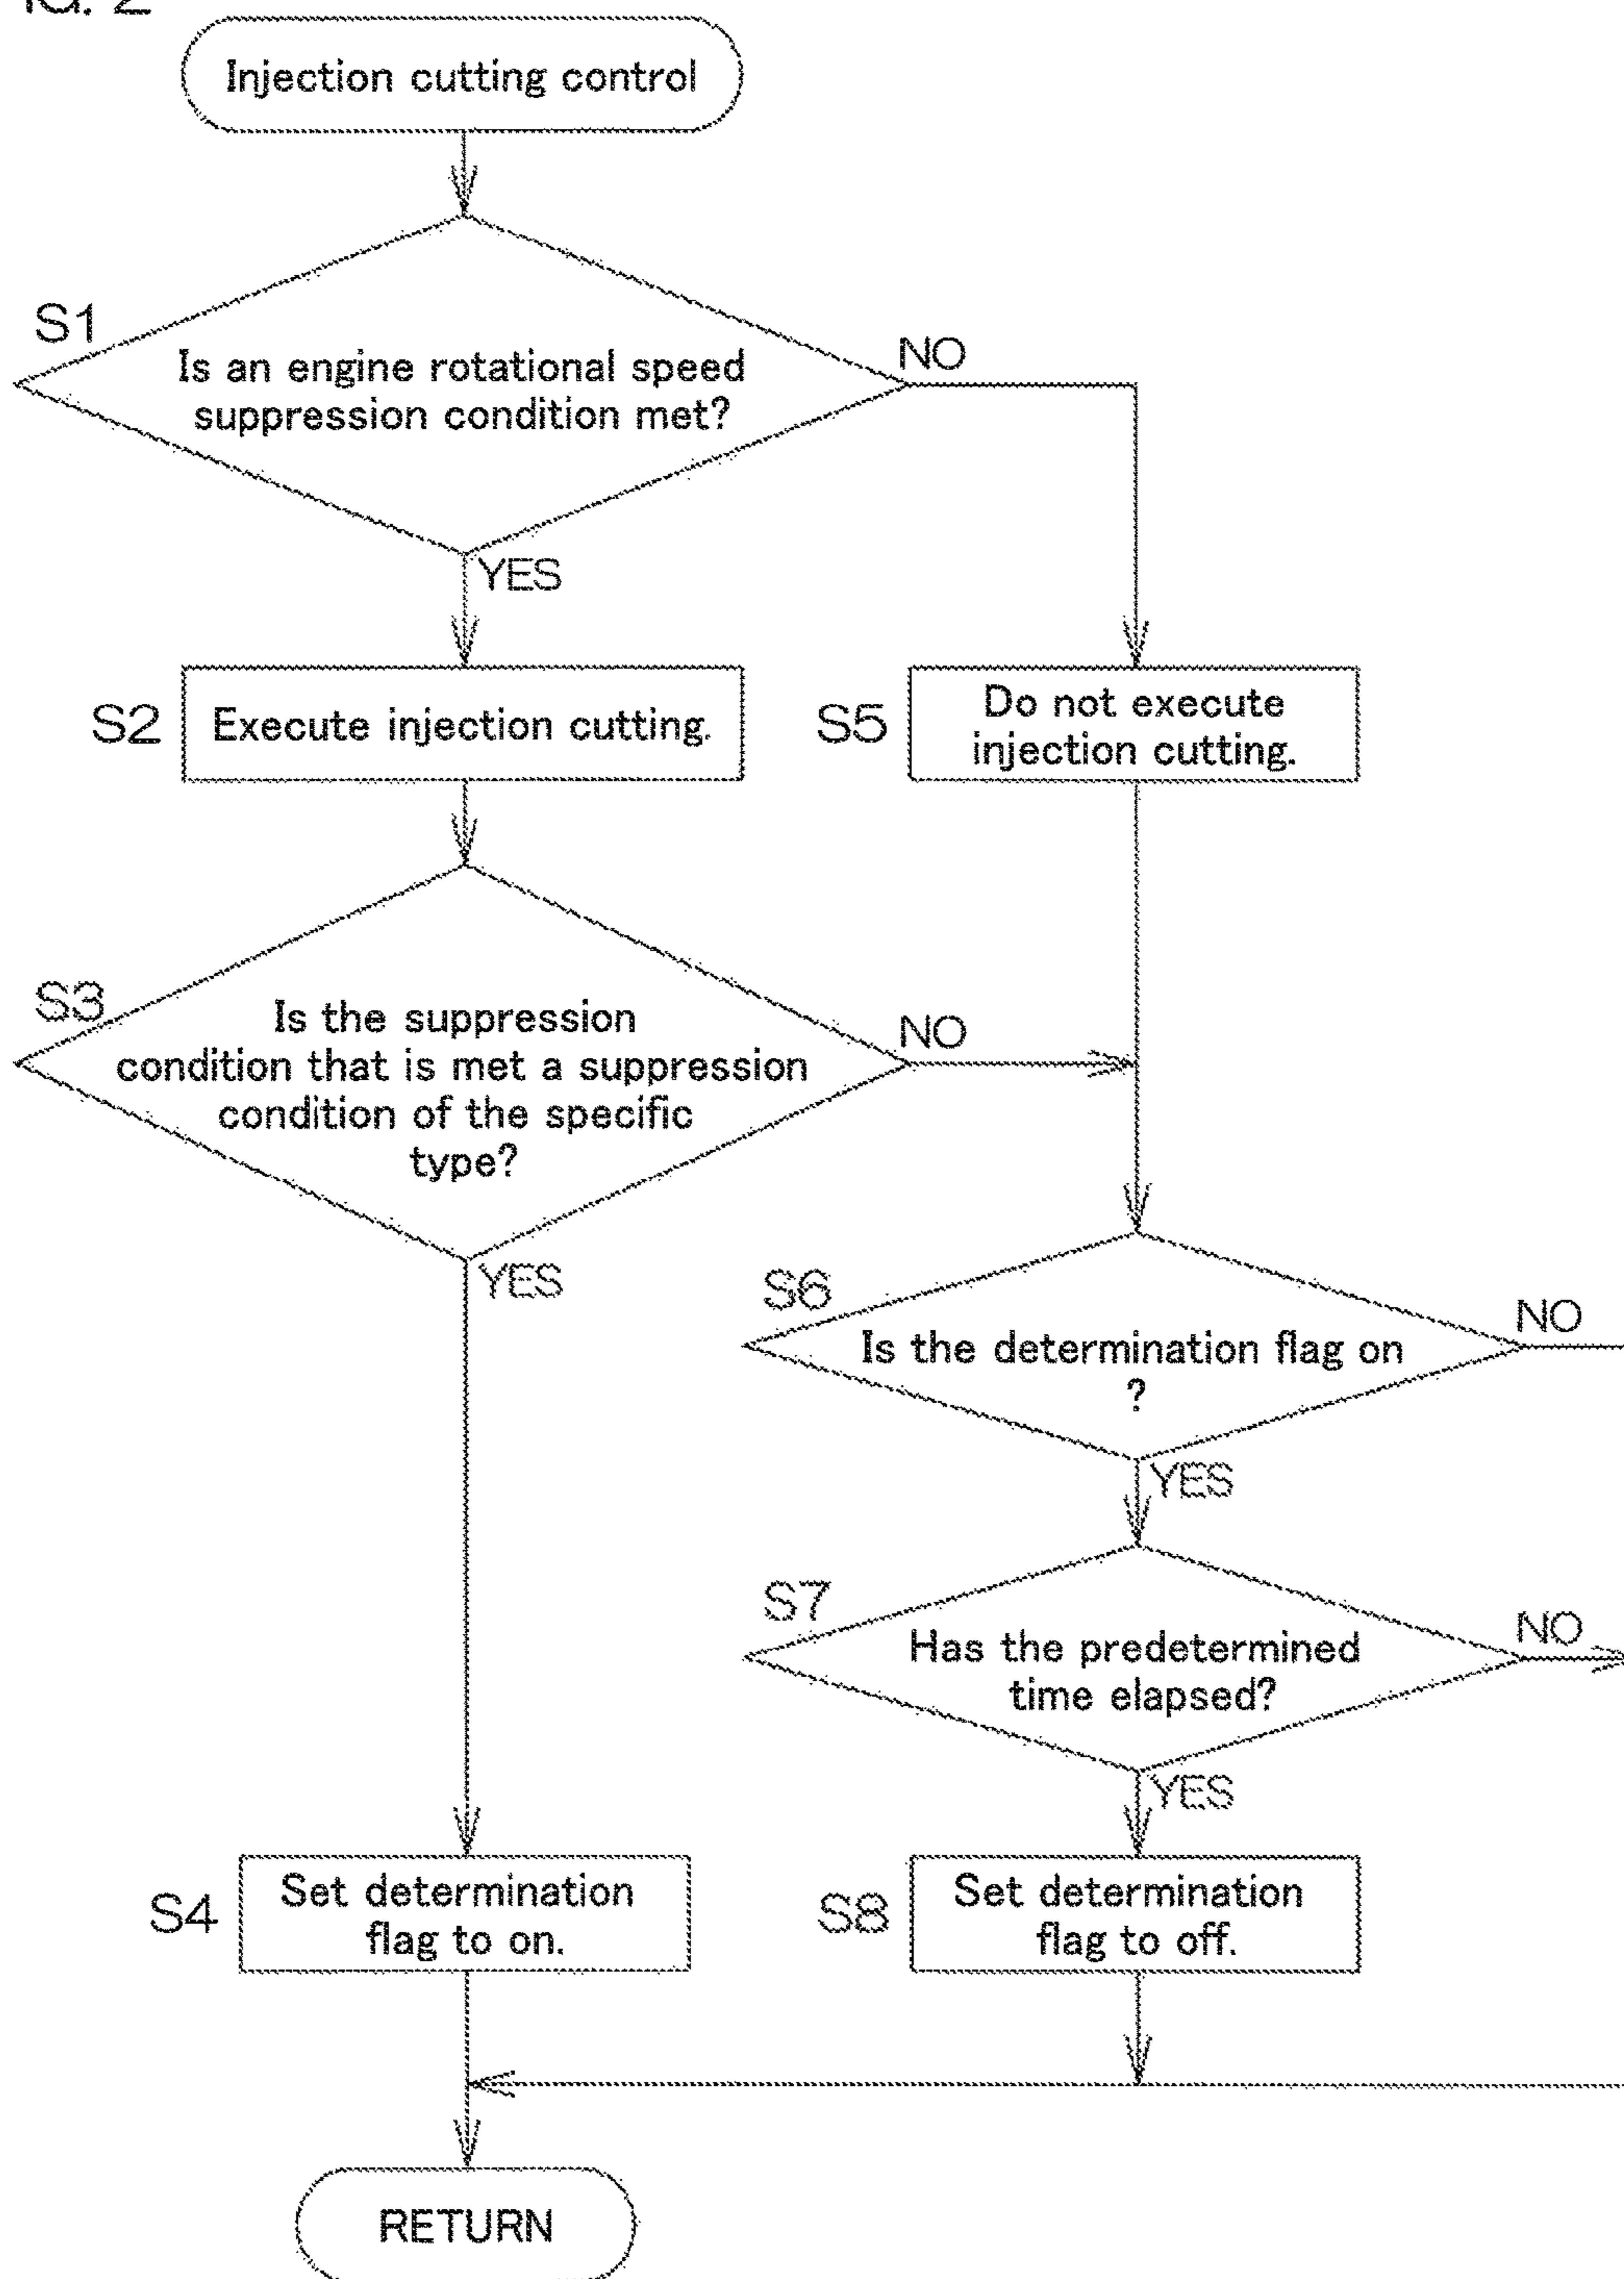 FIG. 2
Injection cutting control
S1
Is an engine rotational speed
suppression condition met?
NO
YES
S2
Execute injection cutting.
S5
Do not execute
injection cutting.
S3
Is the suppression
condition that is met a suppression
condition of the specific
type?
NO
YES
S6
Is the determination flag on
?
NO
YES
S7
Has the predetermined
time elapsed?
NO
YES
S4
Set determination
flag to on.
S8
Set determination
flag to off.
RETURN